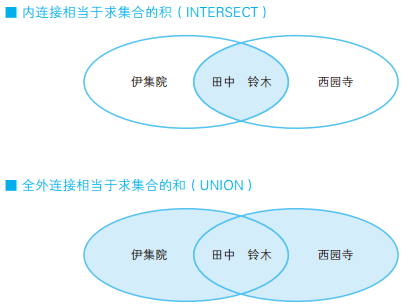 ■ 内连接相当于求集合的积（INTERSECT）
伊集院 田中 铃木 西园寺
■ 全外连接相当于求集合的和（UNION）
伊集院 田中 铃木 西园寺